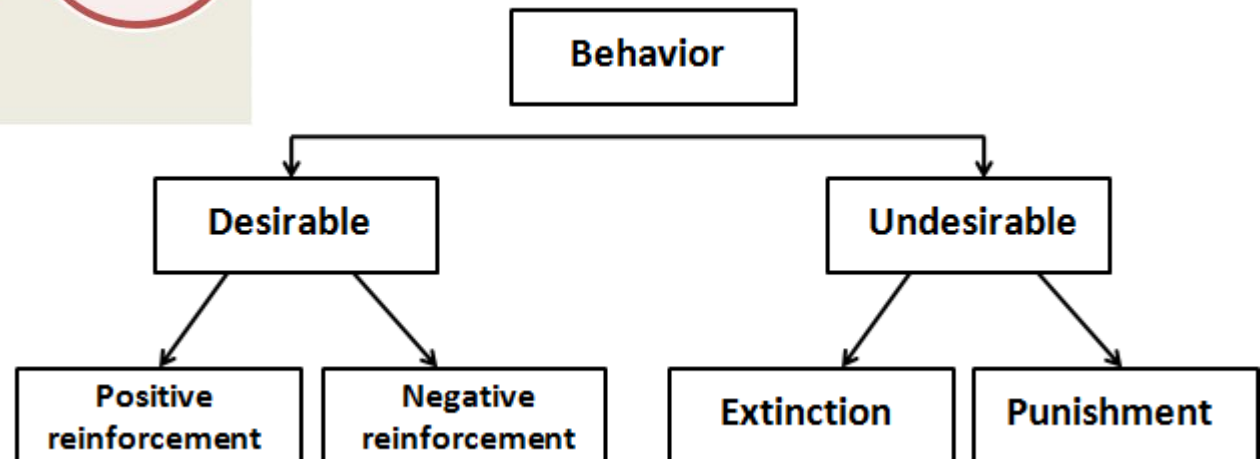 Behavior
Desirable
Undesirable
Positive
reinforcement
Negative
reinforcement
Extinction
Punishment